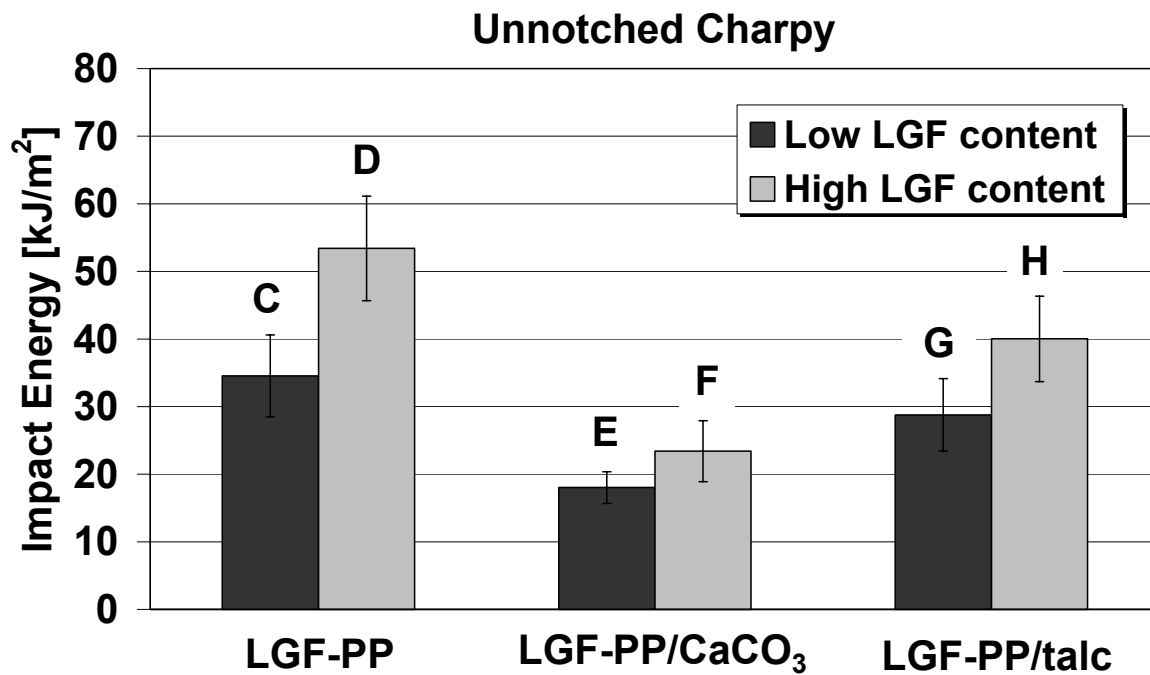 Unnotched Charpy
Impact Energy [kJ/m²]
80
70
60
50
40
30
20
10
0
Low LGF content
High LGF content
C
D
E
F
G
H
LGF-PP
LGF-PP/CaCO₃
LGF-PP/talc